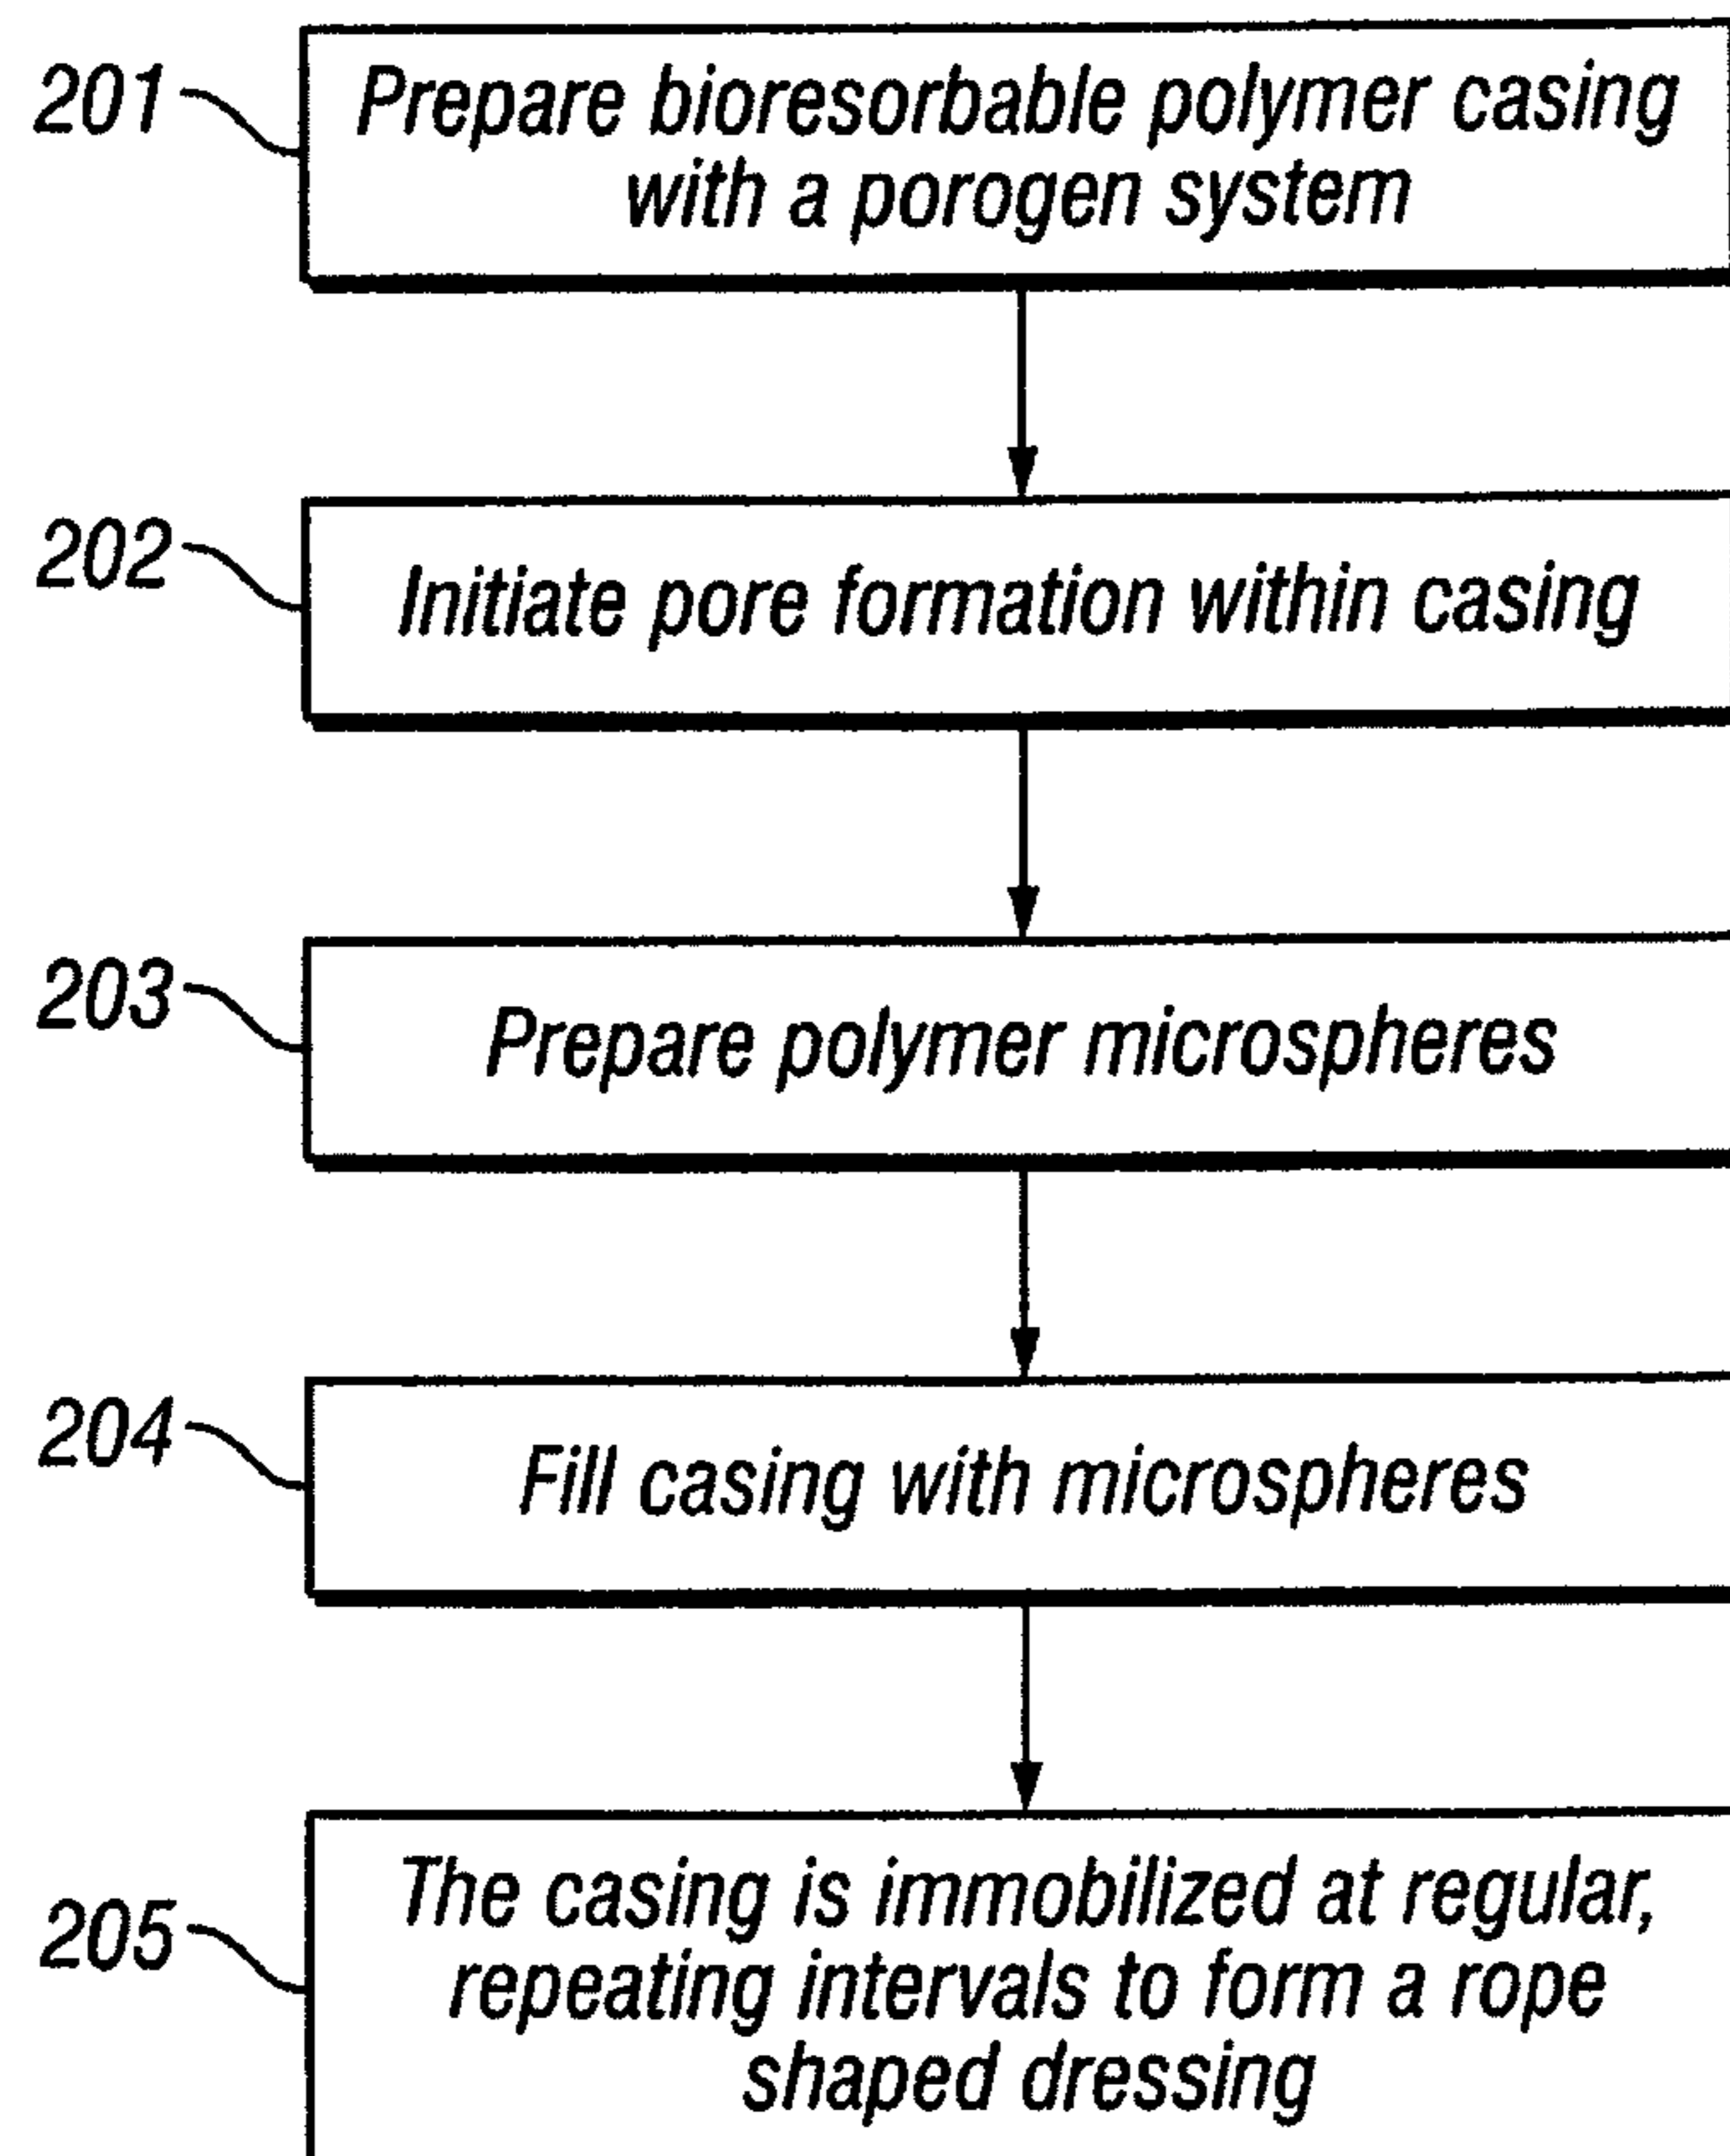 201
Prepare bioresorbable polymer casing
with a porogen system
202
Initiate pore formation within casing
203
Prepare polymer microspheres
204
Fill casing with microspheres
205
The casing is immobilized at regular,
repeating intervals to form a rope
shaped dressing